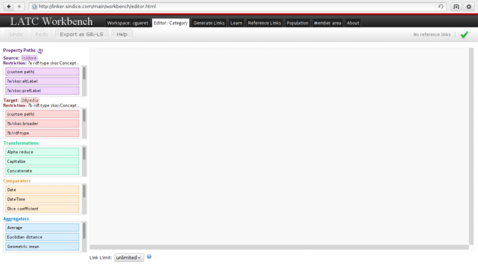 http://linker.sindice.com/main/workbench/editor.html
LATC Workbench
Workspace: sgueret
Editor: Category
Generate Links
Learn
Reference Links
Population
Member area
About
Undo
Redo
Export as Silk-LS
Help
No reference links
Property Paths
Source:
Restriction: ?a rdf:type skos:Concept .
(custom path)
?a/skos:altLabel
?a/skos:prefLabel
Target:
Restriction: ?b rdf:type skos:Concept .
(custom path)
?b/skos:broader
?b/rdf:type
Transformations
Alpha reduce
Capitalize
Concatenate
Comparators
Date
DateTime
Dice coefficient
Aggregators
Average
Euclidian distance
Geometric mean
Link Limit: unlimited